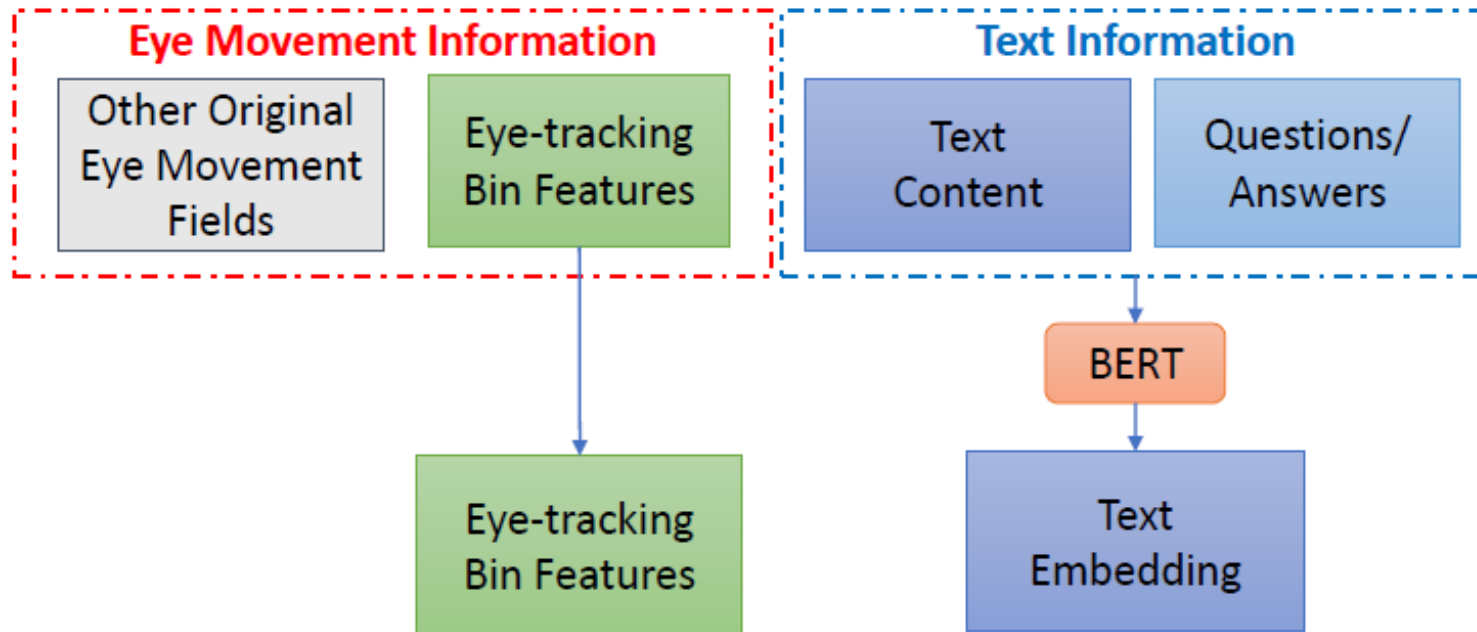 Eye Movement Information
Text Information
Other Original
Eye Movement
Fields
Eye-tracking
Bin Features
Text
Content
Questions/
Answers
BERT
Eye-tracking
Bin Features
Text
Embedding